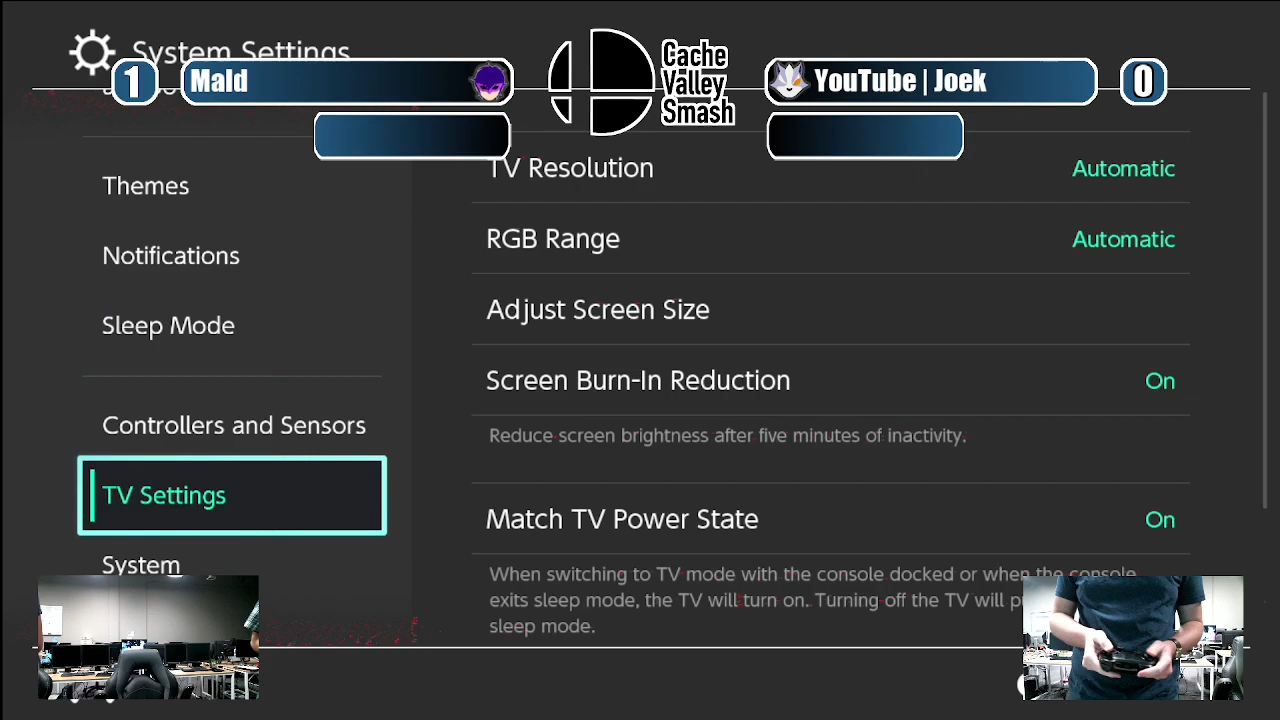 System Settings
1
Mald
Cache
Valley
Smash
YouTube | Joek
0
Themes
Notifications
Sleep Mode
Controllers and Sensors
TV Settings
System
TV Resolution
Automatic
RGB Range
Automatic
Adjust Screen Size
Screen Burn-In Reduction
On
Reduce screen brightness after five minutes of inactivity.
Match TV Power State
On
When switching to TV mode with the console docked or when the console
exits sleep mode, the TV will turn on. Turning off the TV will
sleep mode.